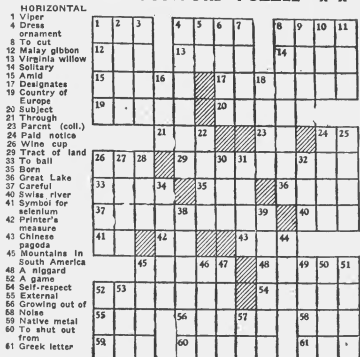 HORIZONTAL
1 Viper
4 Dress
ornament
8 To cut
12 Malay gibbon
13 Virginia willow
14 Solitary
15 Amid
17 Designates
19 Country of
Europe
20 Subject
21 Through
23 Parent (coll.)
24 Paid notice
26 Wine cup
29 Tract of land
33 To ball
35 Born
36 Great Lake
37 Careful
40 Swiss river
41 Symbol for
selenium
42 Printer's
measure
43 Chinese
pagoda
45 Mountains in
South America
48 A niggard
52 A game
54 Self-respect
55 External
56 Growing out of
58 Noise
59 Native metal
60 To shut out
from
61 Greek letter
1 2 3 4 5 6 7 8 9 10 11
12 13 14
15 16 17 18
19 20
21 22 23 24 25
26 27 28 29 30 31 32
33 34 35 36
37 38 39 40
41 42 43 44
45 46 47 48 49 50 51
52 53 54
55 56 57 58
59 60 61